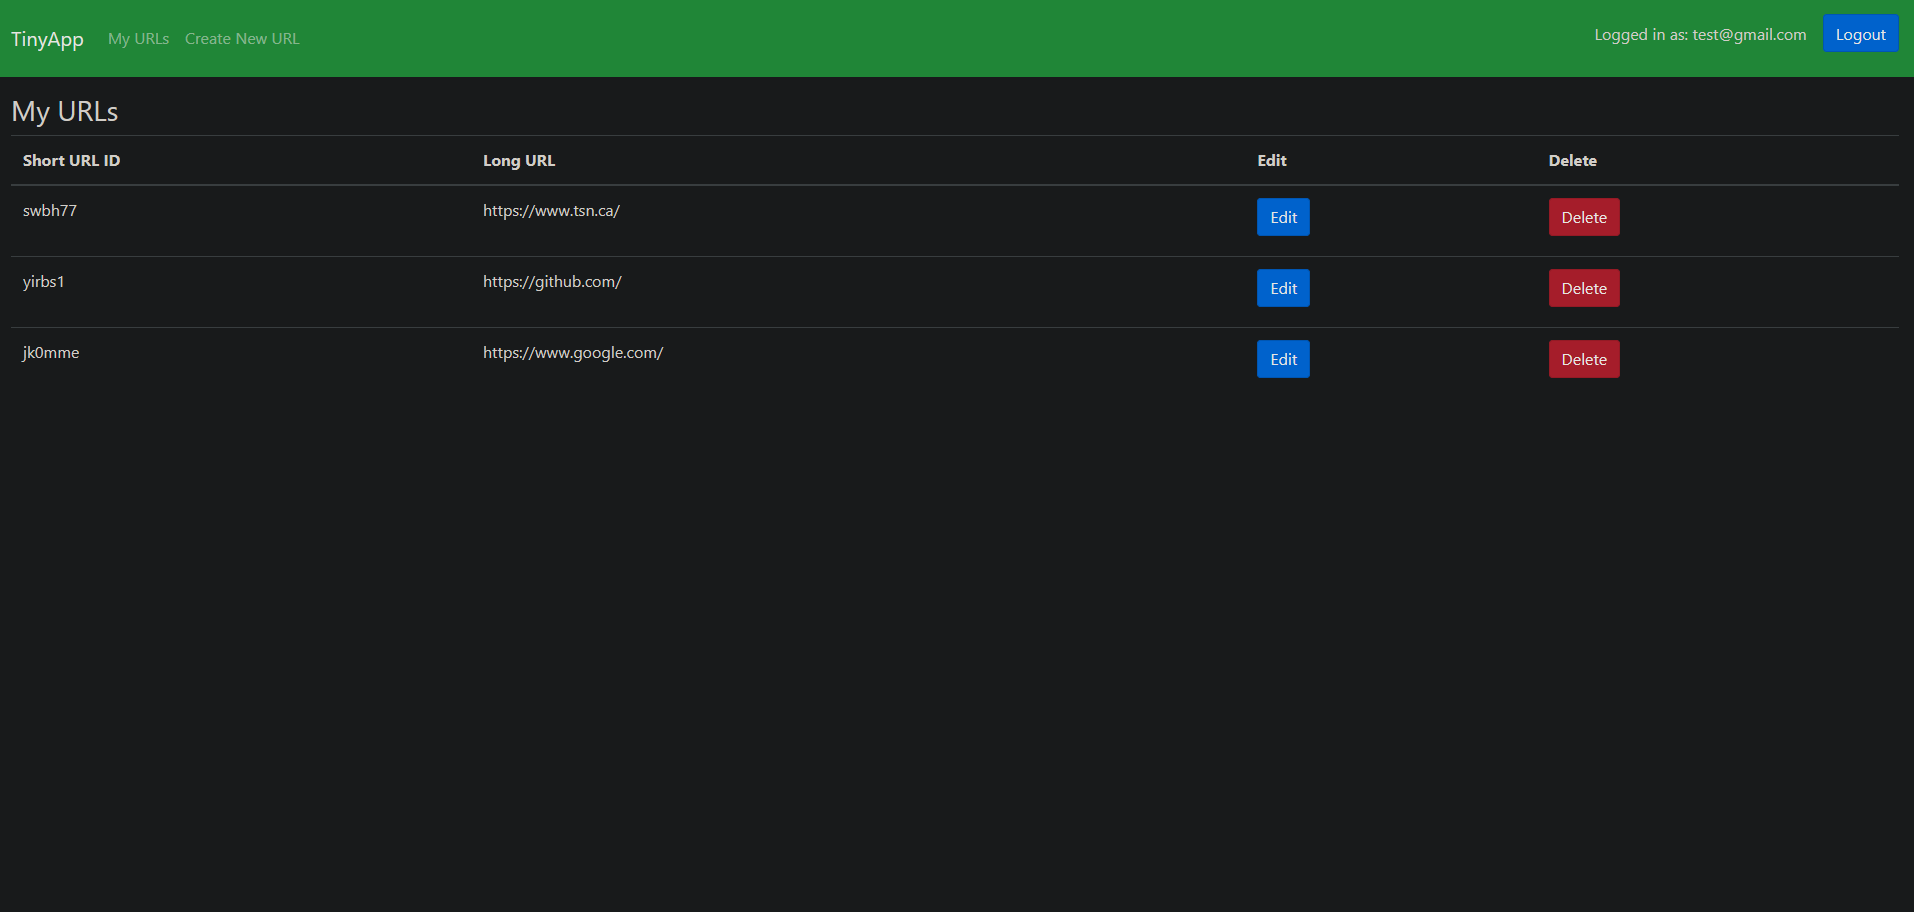 TinyApp My URLs Create New URL Logged in as: test@gmail.com Logout
My URLs
Short URL ID Long URL Edit Delete
swbh77 https://www.tsn.ca/ Edit Delete
yirbs1 https://github.com/ Edit Delete
jk0mme https://www.google.com/ Edit Delete